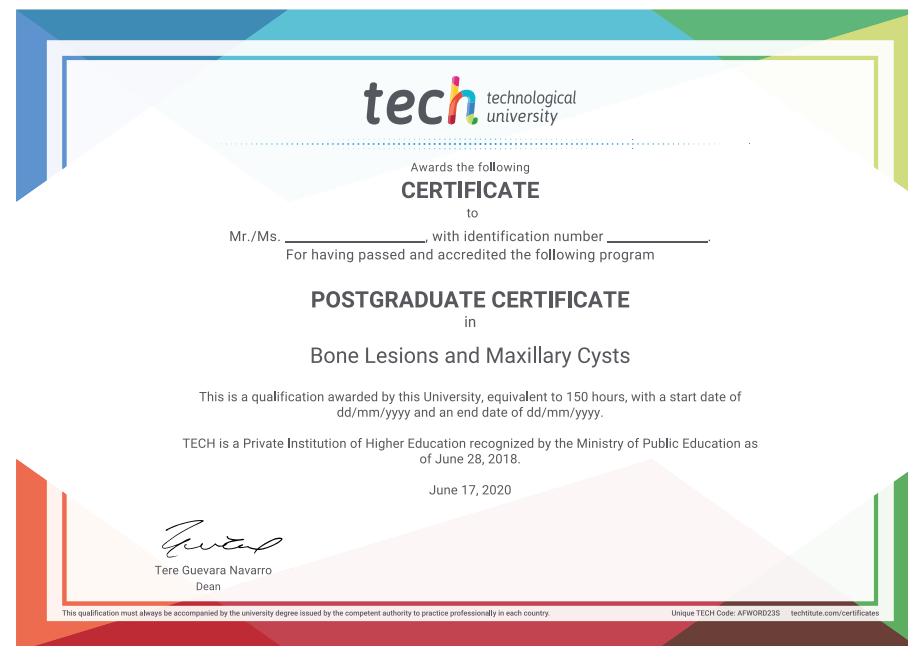 tech technological
university
Awards the following
CERTIFICATE
to
Mr./Ms. ____________________, with identification number __________________.
For having passed and accredited the following program
POSTGRADUATE CERTIFICATE
in
Bone Lesions and Maxillary Cysts
This is a qualification awarded by this University, equivalent to 150 hours, with a start date of
dd/mm/yyyy and an end date of dd/mm/yyyy.
TECH is a Private Institution of Higher Education recognized by the Ministry of Public Education as
of June 28, 2018.
June 17, 2020
Tere Guevara Navarro
Dean
This qualification must always be accompanied by the university degree issued by the competent authority to practice professionally in each country. Unique TECH Code: AFWORD23S techtitute.com/certificates